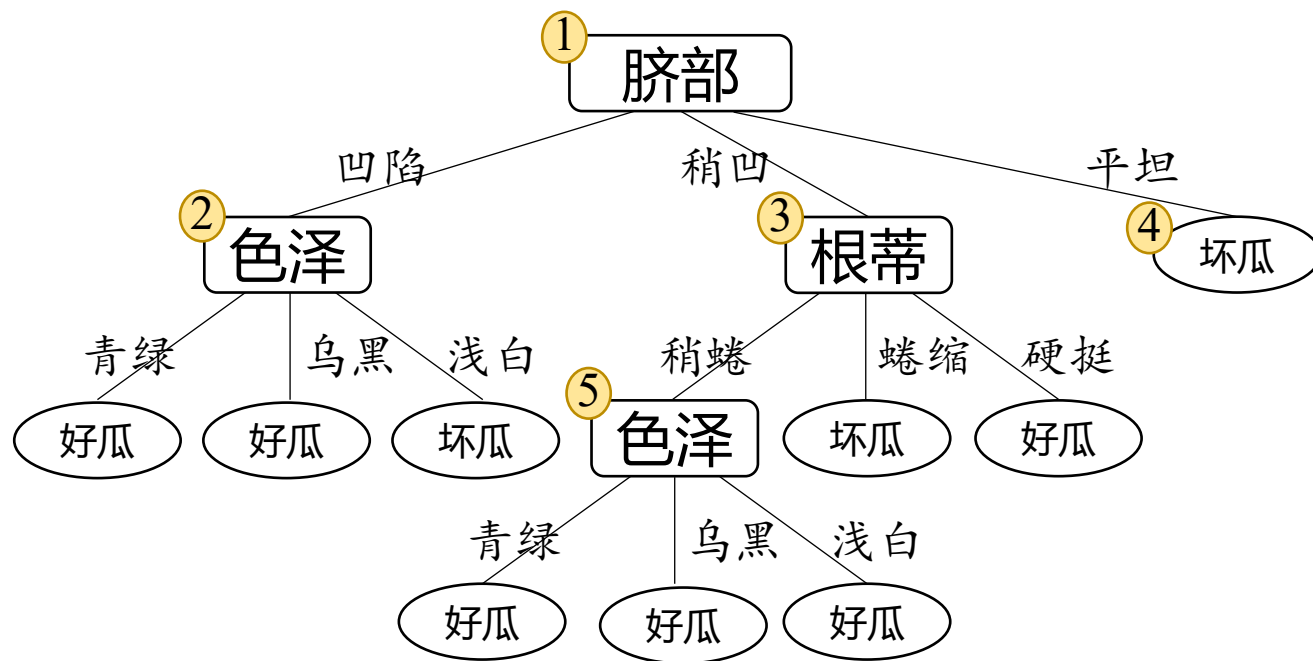 1
脐部
凹陷 稍凹 平坦
2 3 4
色泽 根蒂 坏瓜
青绿 乌黑 浅白 稍蜷 蜷缩 硬挺
5
好瓜 好瓜 坏瓜 色泽 坏瓜 好瓜
青绿 乌黑 浅白
好瓜 好瓜 好瓜